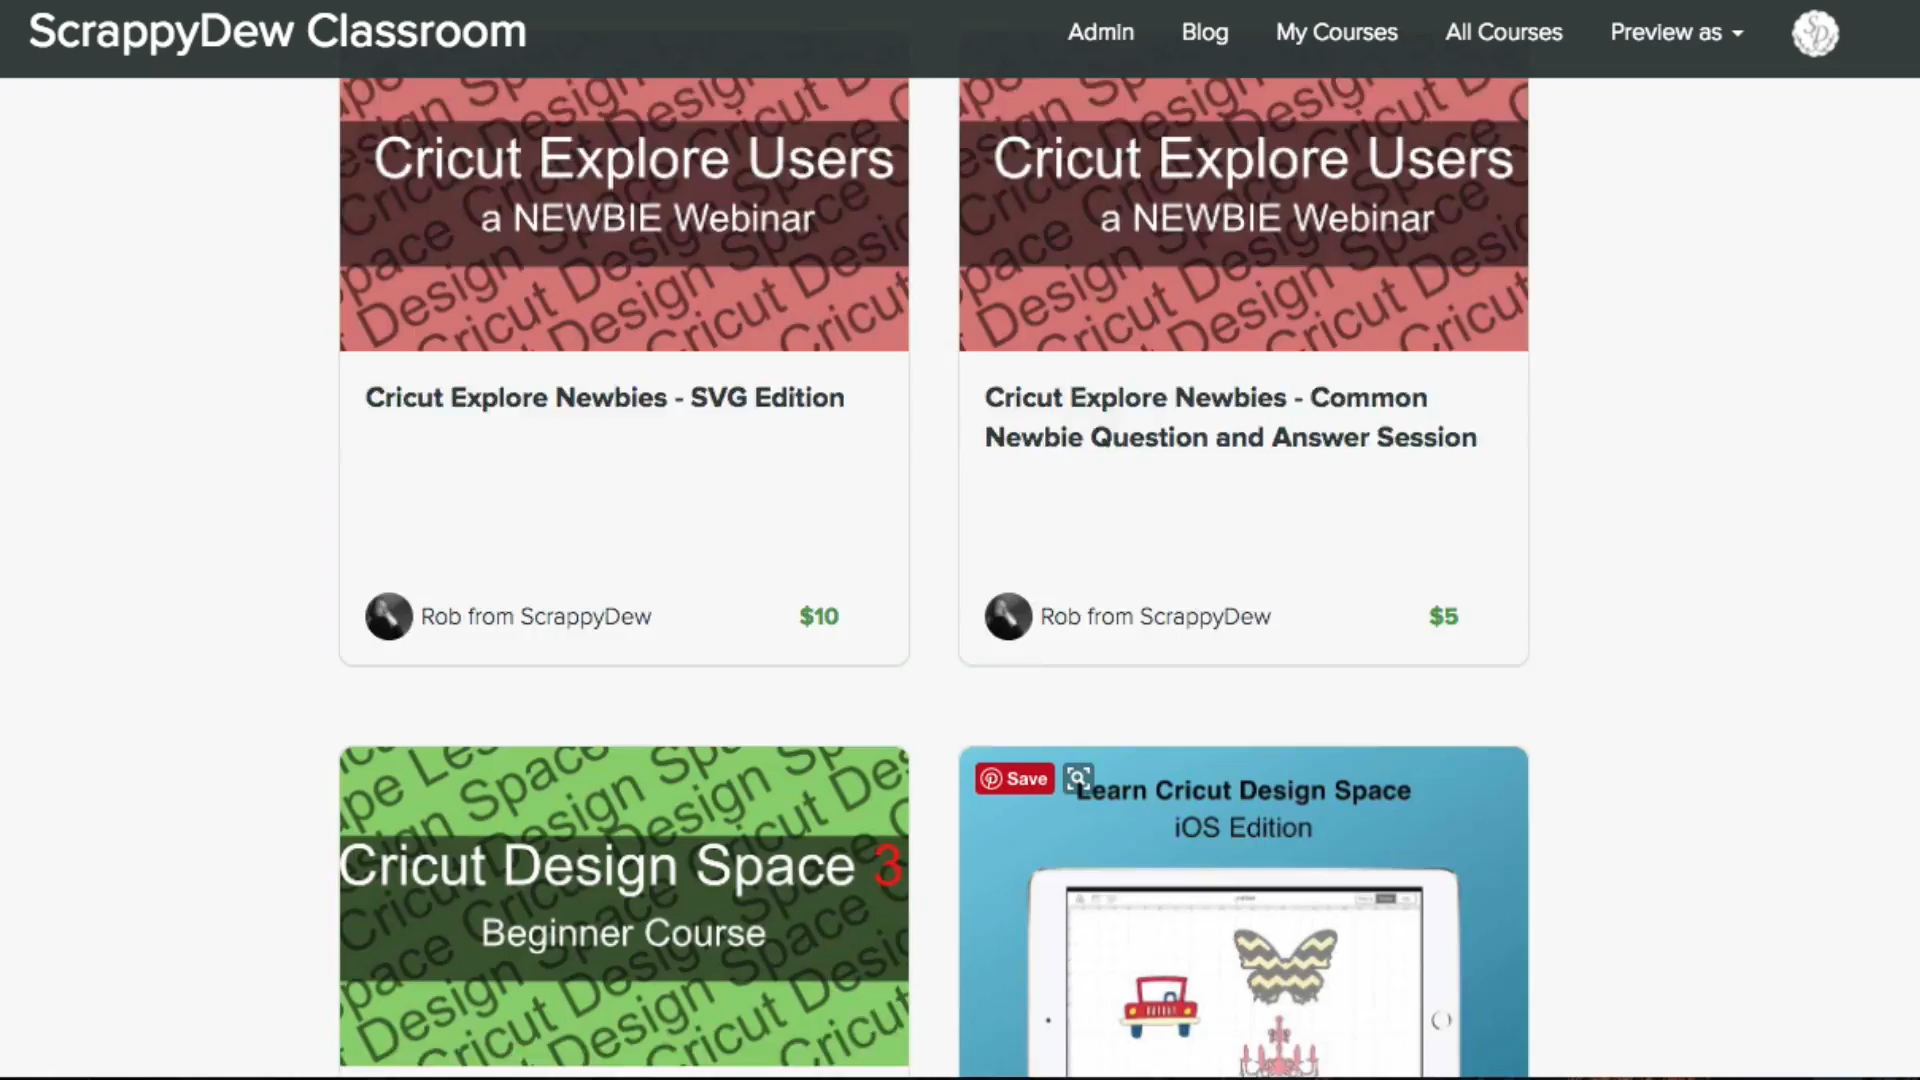 ScrappyDew Classroom
Admin
Blog
My Courses
All Courses
Preview as
Cricut Explore Users
a NEWBIE Webinar
Cricut Explore Users
a NEWBIE Webinar
Cricut Explore Newbies - SVG Edition
Cricut Explore Newbies - Common
Newbie Question and Answer Session
Rob from ScrappyDew
$10
Rob from ScrappyDew
$5
Cricut Design Space 3
Beginner Course
Save
Learn Cricut Design Space
iOS Edition